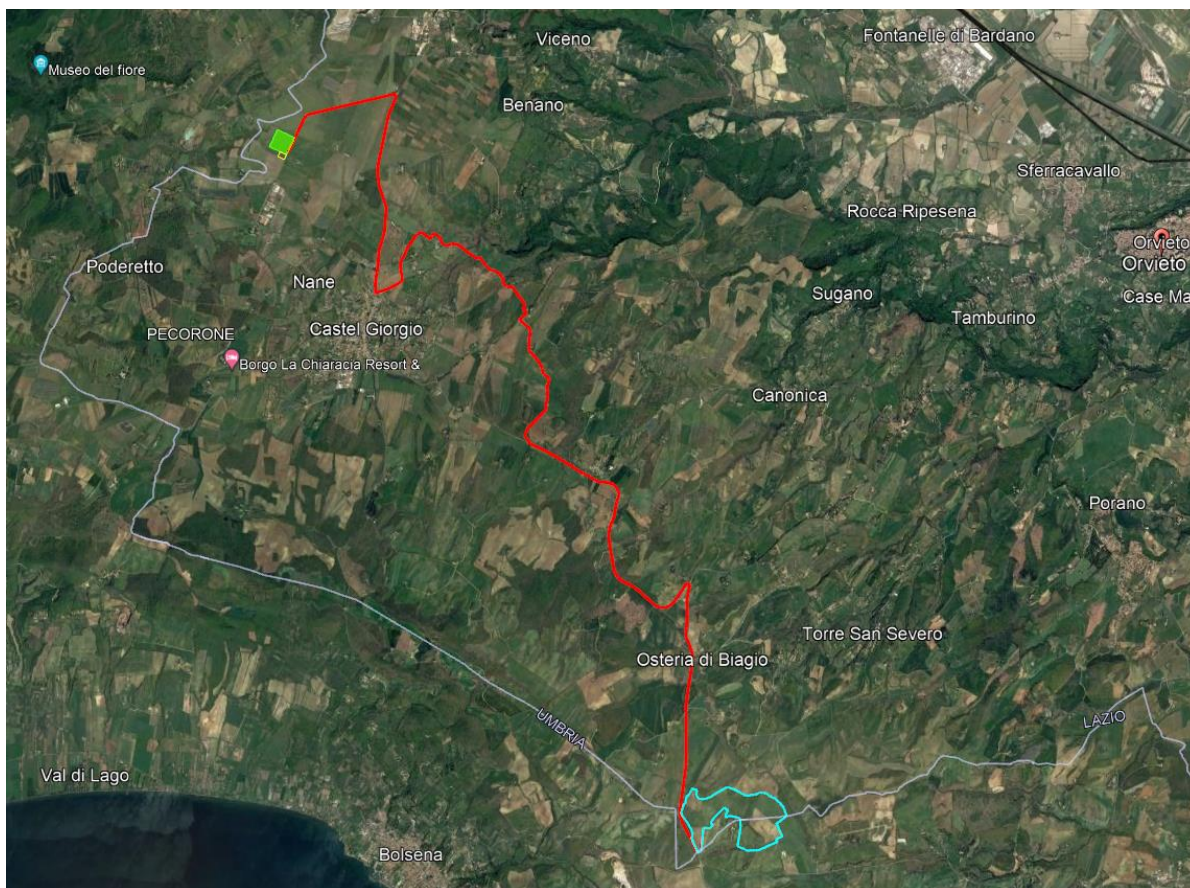 Viceno
Fontanelle di Bardano
Museo del fiore
Benano
Sferracavallo
Rocca Ripesena
Orvieto
Orvieto
Poderetto
Nane
Sugano
Case Ma
Tamburino
Castel Giorgio
PECORONE
Borgo La Chiaracia Resort &
Canonica
Porano
Torre San Severo
Osteria di Biagio
UMBRIA
LAZIO
Val di Lago
Bolsena